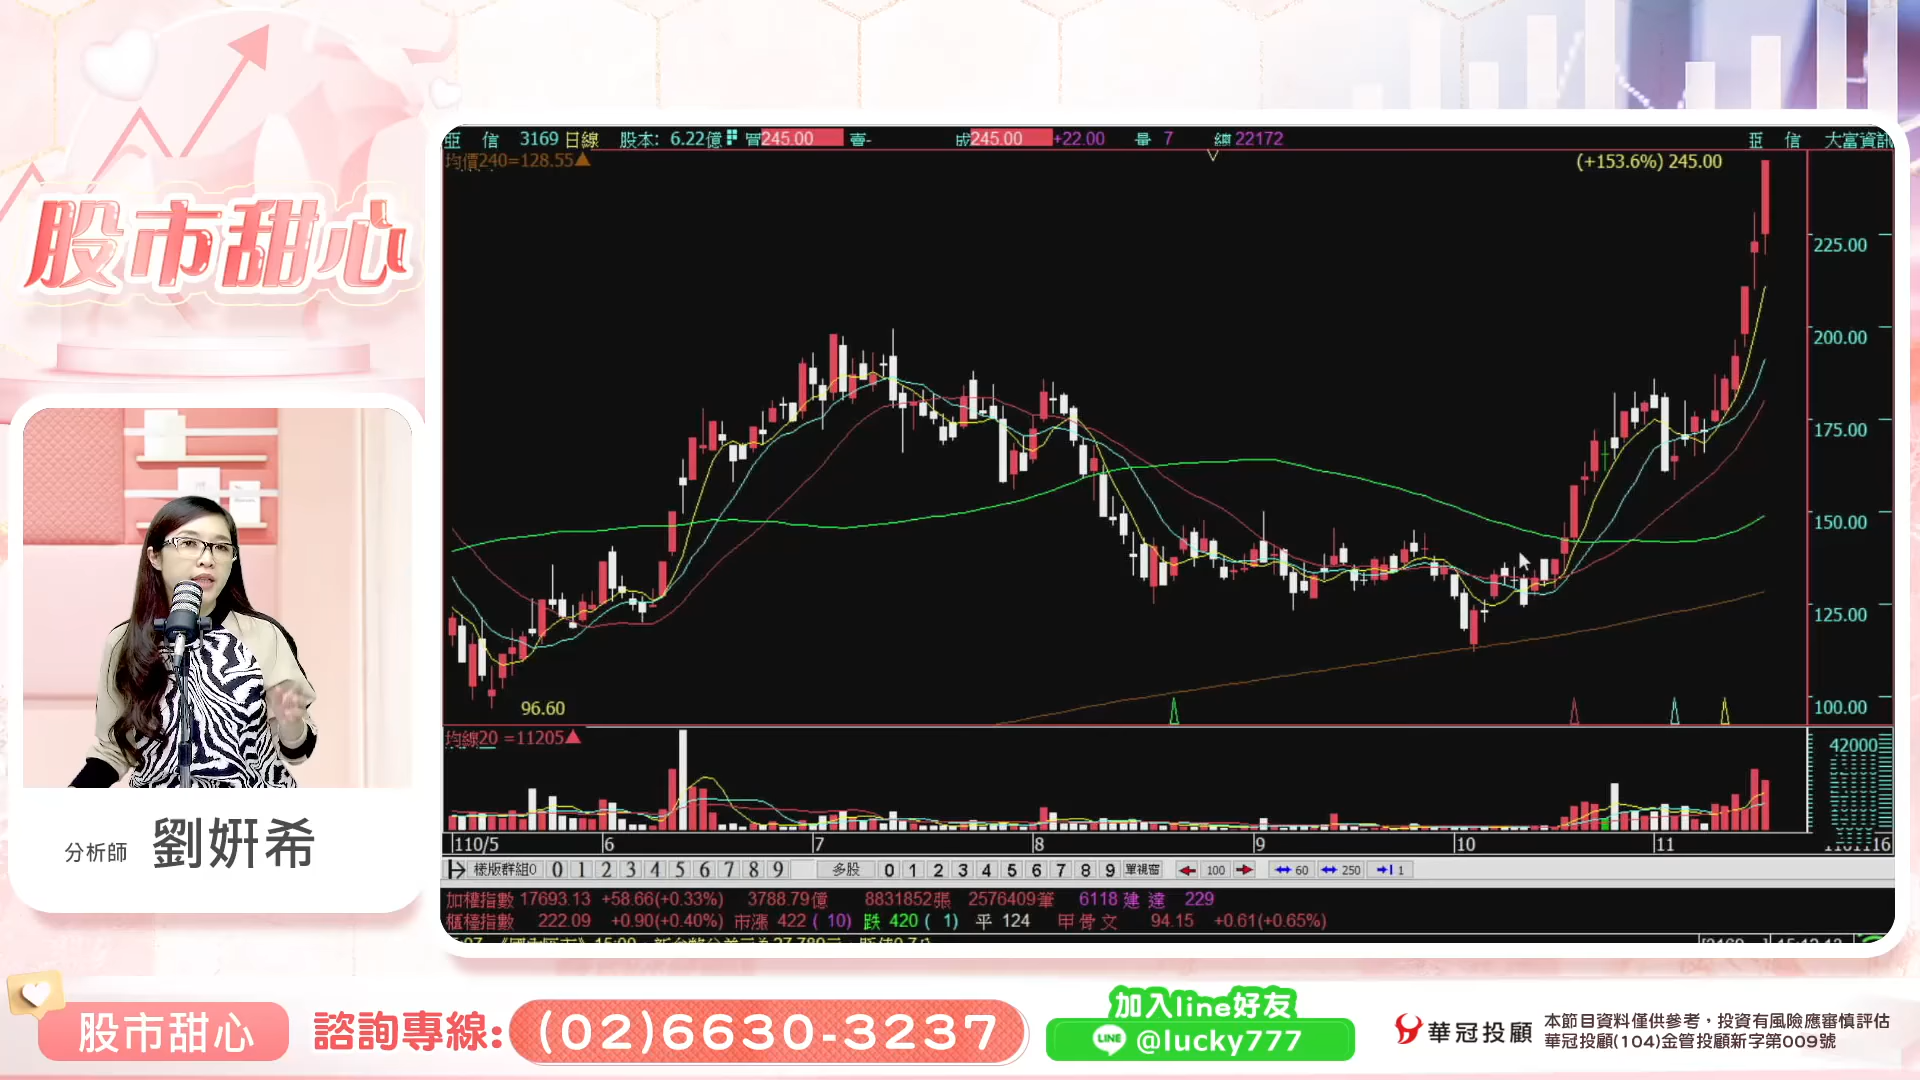 股市甜心
分析師 劉妍希
亞 信 3169 日線 股本: 6.22億 買245.00 賣- 成245.00 +22.00 量 7 總22172 亞 信 大富資訊
均價240=128.55▲
(+153.6%) 245.00
225.00
200.00
175.00
150.00
125.00
100.00
96.60
均線20 =11205▲
42000
110/5 6 7 8 9 10 11
樣版群組0 0 1 2 3 4 5 6 7 8 9 多股 0 1 2 3 4 5 6 7 8 9 單視窗 100 60 250 1
加權指數 17693.13 +58.66(+0.33%) 3788.79億 8831852張 2576409筆 6118 建 達 229
櫃檯指數 222.09 +0.90(+0.40%) 市漲 422 ( 10) 跌 420 ( 1) 平 124 甲骨文 94.15 +0.61(+0.65%)
股市甜心
諮詢專線:(02)6630-3237
加入line好友
LINE @lucky777
華冠投顧
本節目資料僅供參考，投資有風險應審慎評估
華冠投顧(104)金管投顧新字第009號